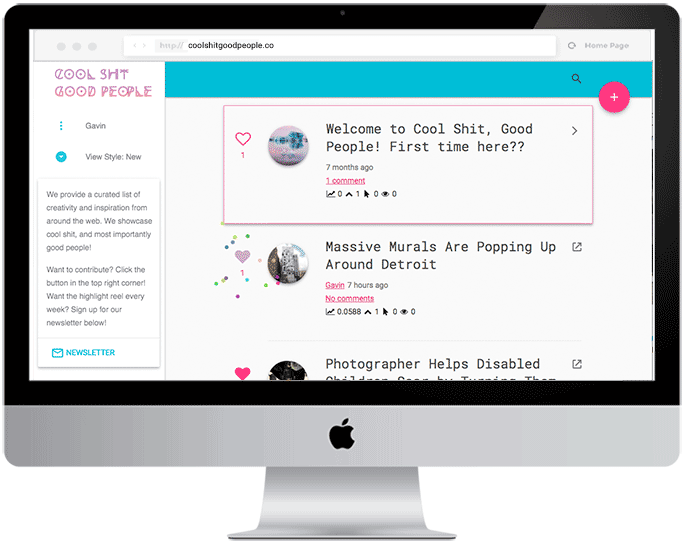 http:// coolshitgoodpeople.co
Home Page
COOL SHIT
GOOD PEOPLE
Gavin
View Style: New
We provide a curated list of
creativity and inspiration from
around the web. We showcase
cool shit, and most importantly
good people!
Want to contribute? Click the
button in the top right corner!
Want the highlight reel every
week? Sign up for our
newsletter below!
NEWSLETTER
+
1
Welcome to Cool Shit, Good
People! First time here??
7 months ago
1 comment
0 1 0 0
1
Massive Murals Are Popping Up
Around Detroit
Gavin 7 hours ago
No comments
0.0588 1 0 0
Photographer Helps Disabled
Children Soar by Turning Them